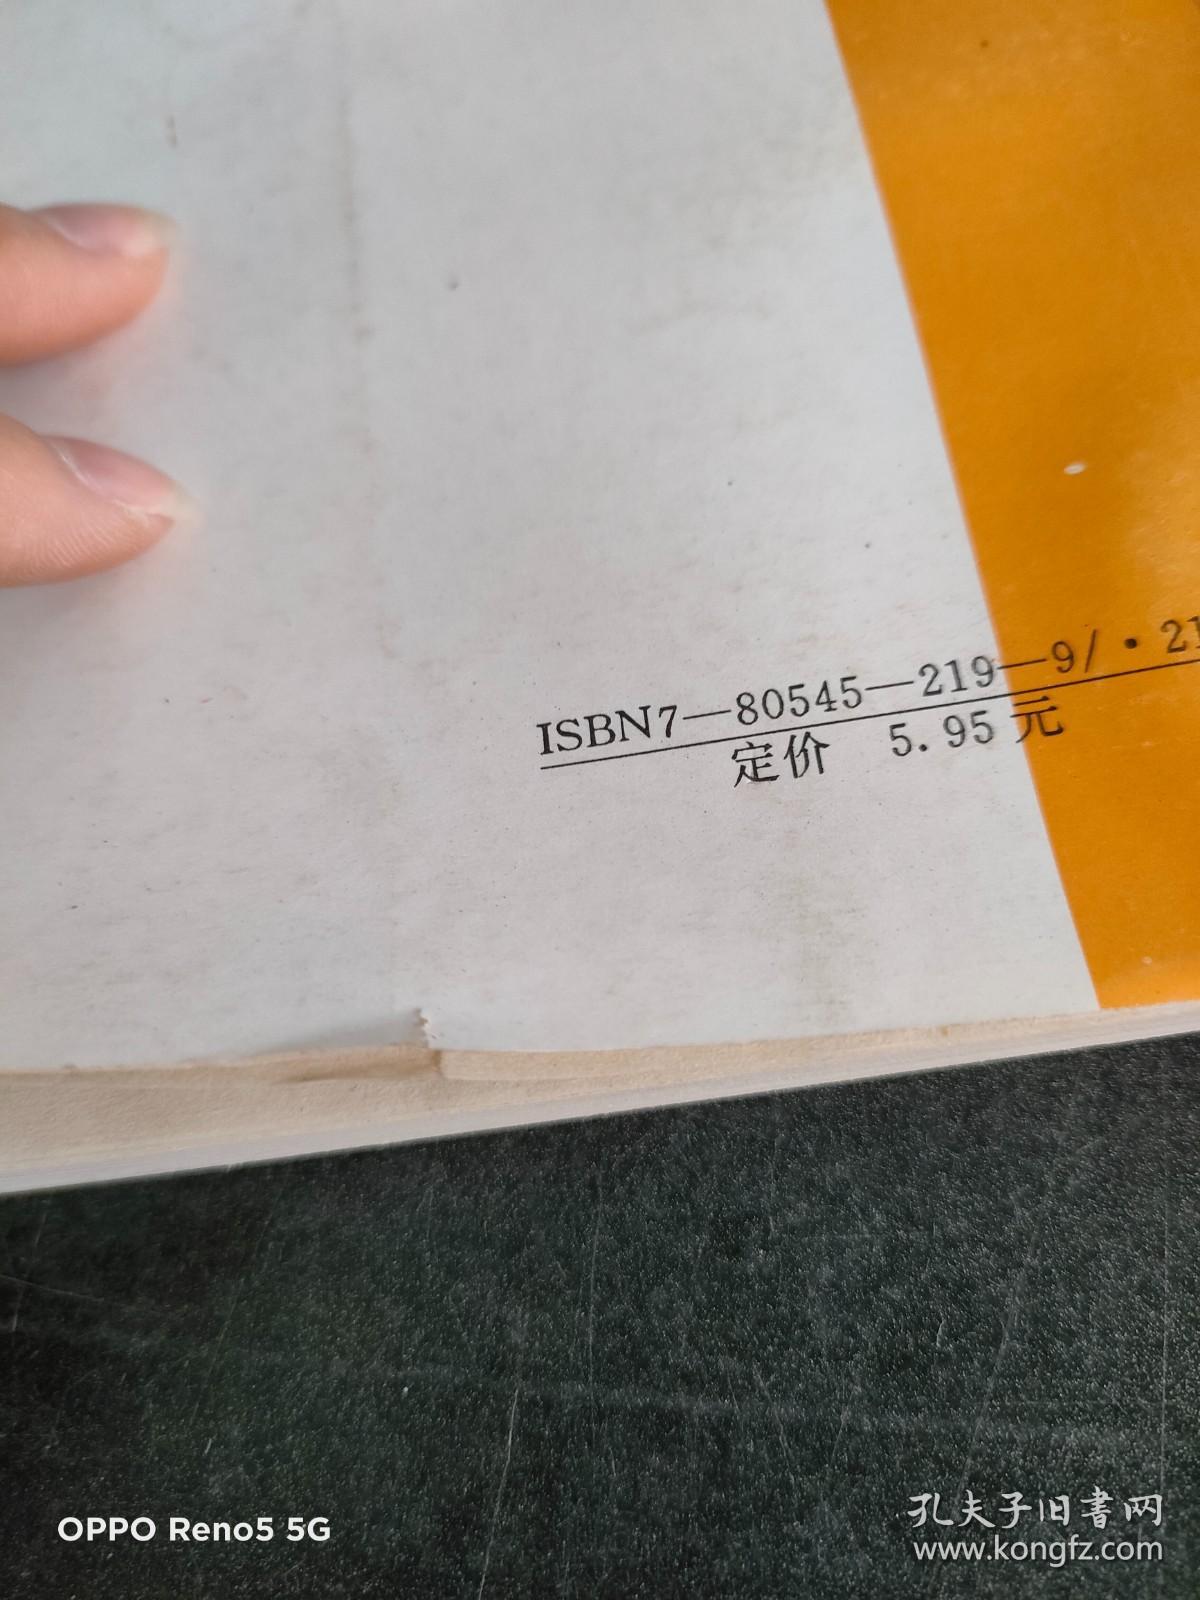 ISBN7—80545—219—9/·21
定价 5.95元
OPPO Reno5 5G
孔夫子旧書网
www.kongfz.com